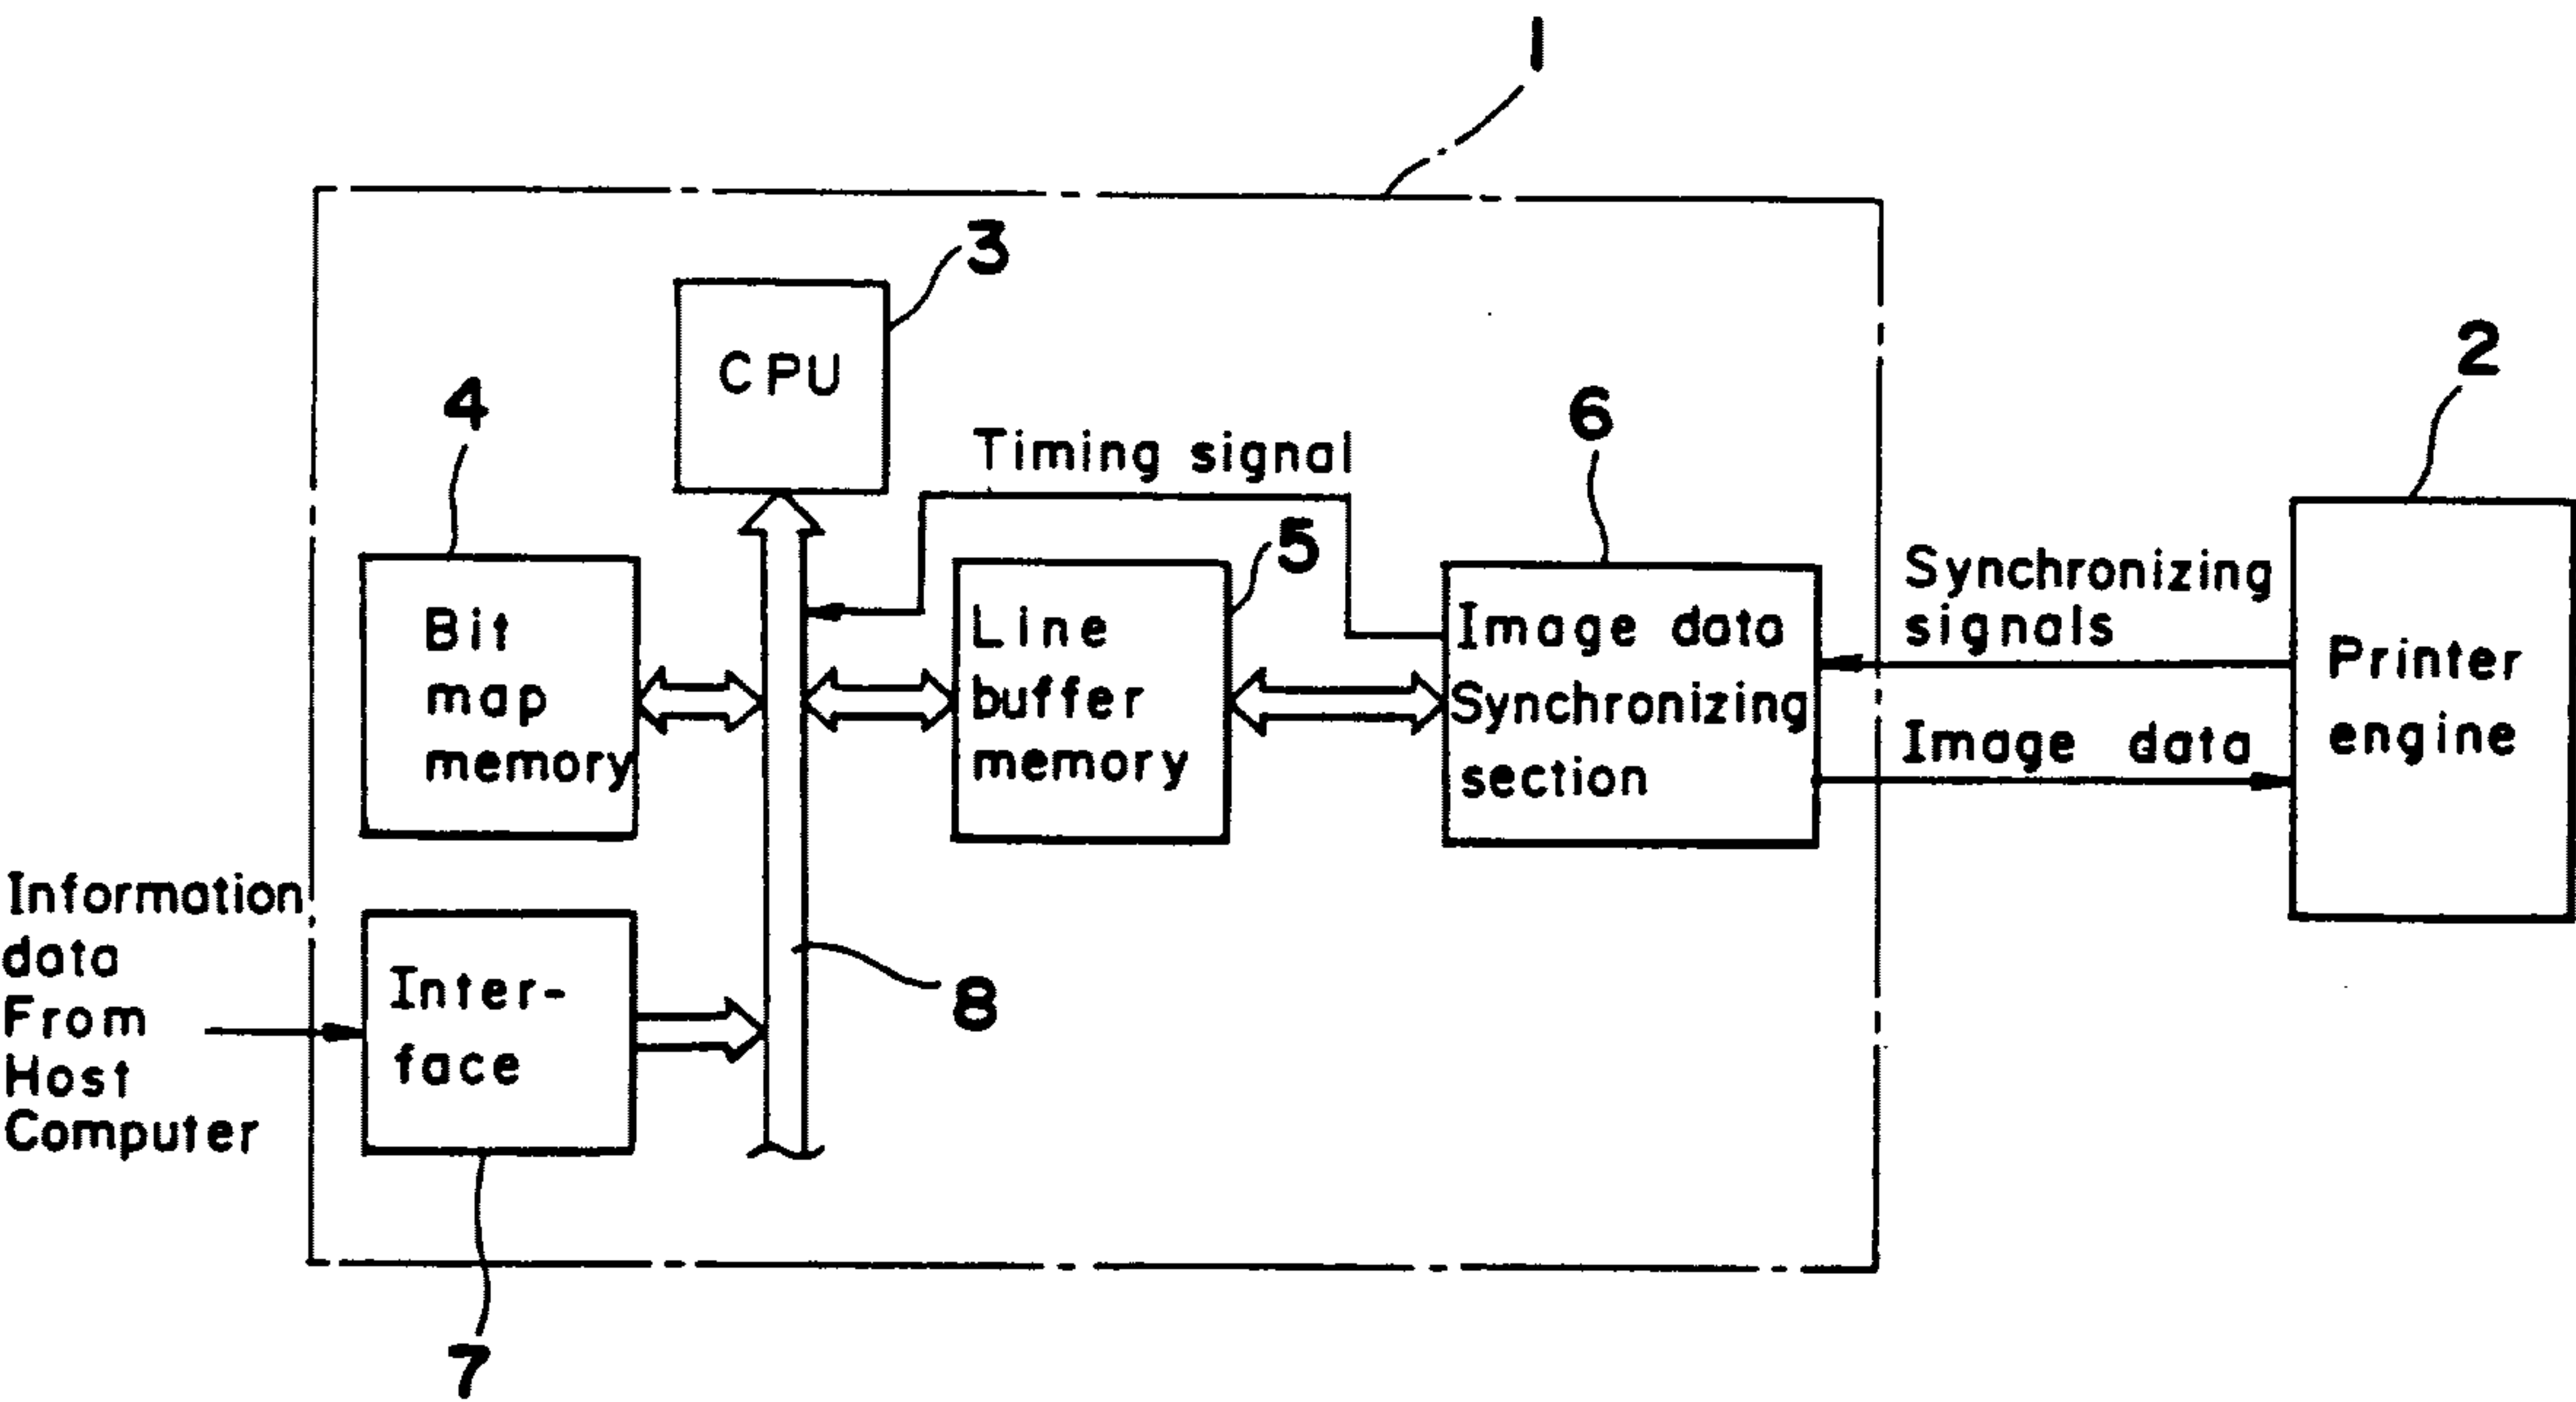 1
3
CPU
4
Timing signal
6
2
5
Bit
map
memory
Line
buffer
memory
Image data
Synchronizing
section
Synchronizing
signals
Image data
Printer
engine
Information
data
From
Host
Computer
Inter-
face
8
7